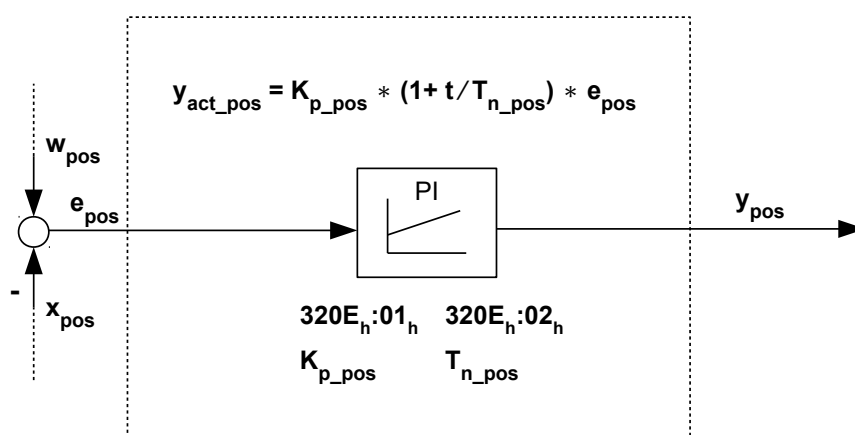 y_act_pos = K_p_pos * (1+ t/T_n_pos) * e_pos
w_pos
PI
e_pos
y_pos
-
x_pos
320E_h:01_h 320E_h:02_h
K_p_pos T_n_pos